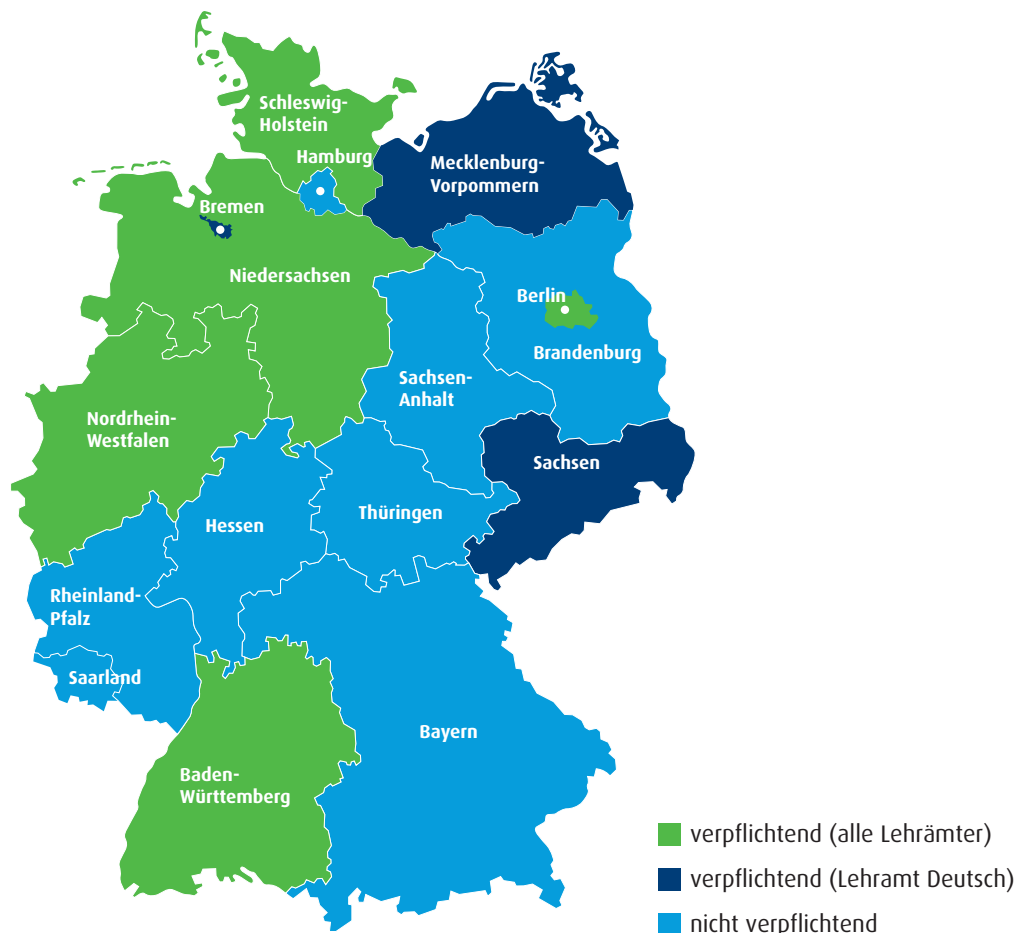 Schleswig-
Holstein
Hamburg
Mecklenburg-
Vorpommern
Bremen
Niedersachsen
Berlin
Brandenburg
Sachsen-
Anhalt
Nordrhein-
Westfalen
Sachsen
Thüringen
Hessen
Rheinland-
Pfalz
Saarland
Bayern
Baden-
Württemberg
verpflichtend (alle Lehrämter)
verpflichtend (Lehramt Deutsch)
nicht verpflichtend